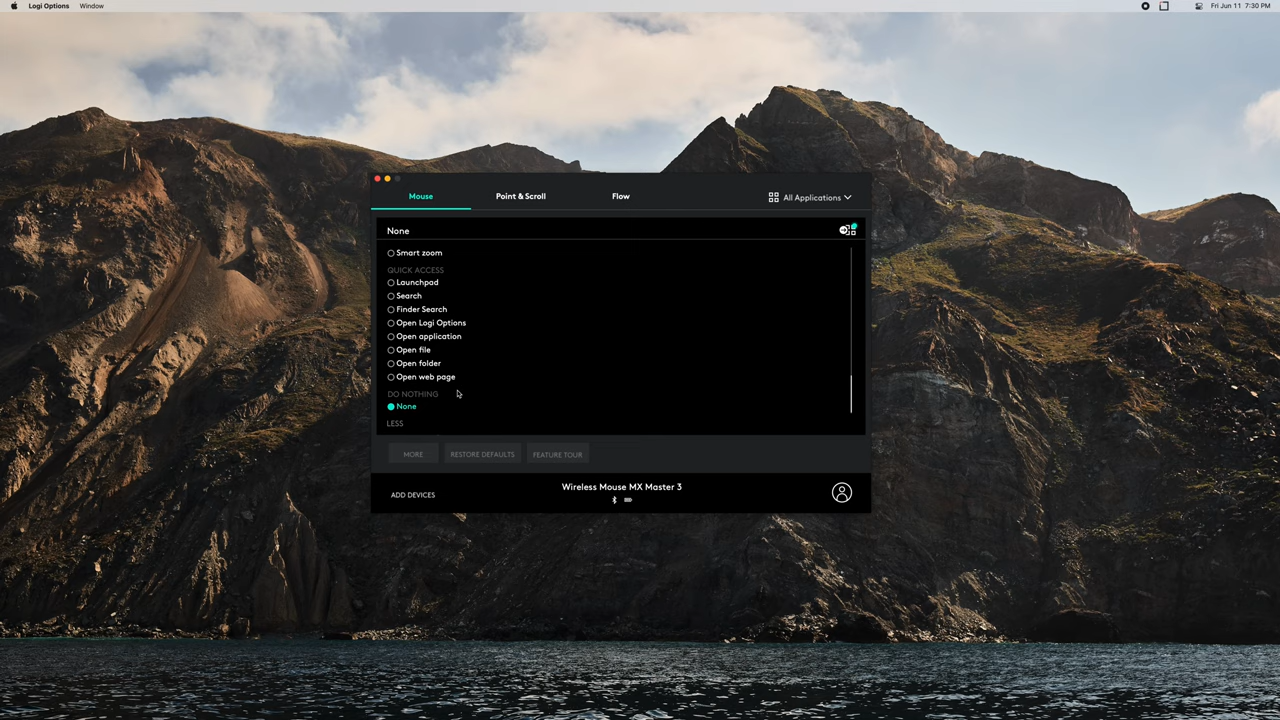 Logi Options Window Fri Jun 11 7:30 PM
Mouse Point & Scroll Flow All Applications
None
Smart zoom
QUICK ACCESS
Launchpad
Search
Finder Search
Open Logi Options
Open application
Open file
Open folder
Open web page
DO NOTHING
None
LESS
MORE RESTORE DEFAULTS FEATURE TOUR
ADD DEVICES Wireless Mouse MX Master 3